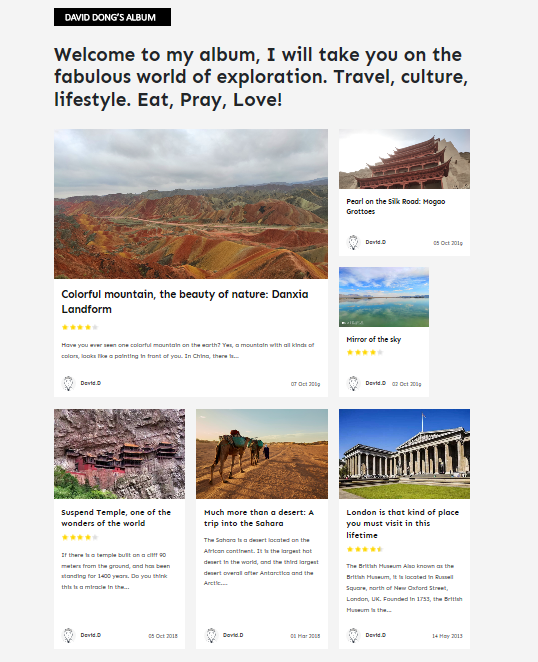 DAVID DONG'S ALBUM
Welcome to my album, I will take you on the
fabulous world of exploration. Travel, culture,
lifestyle. Eat, Pray, Love!
Colorful mountain, the beauty of nature: Danxia
Landform
Have you ever seen one colorful mountain on the earth? Yes, a mountain with all kinds of
colors, looks like a painting in front of you. In China, there is...
David.D
07 Oct 2019
Pearl on the Silk Road: Mogao
Grottoes
David.D
05 Oct 2019
Mirror of the sky
David.D
02 Oct 2019
Suspend Temple, one of the
wonders of the world
If there is a temple built on a cliff 90
meters from the ground, and has been
standing for 1400 years. Do you think
this is a miracle in the...
David.D
05 Oct 2018
Much more than a desert: A
trip into the Sahara
The Sahara is a desert located on the
African continent. It is the largest hot
desert in the world, and the third largest
desert overall after Antarctica and the
Arctic....
David.D
01 Mar 2018
London is that kind of place
you must visit in this
lifetime
The British Museum Also known as the
British Museum, it is located in Russell
Square, north of New Oxford Street,
London, UK. Founded in 1753, the British
Museum is the...
David.D
14 May 2013